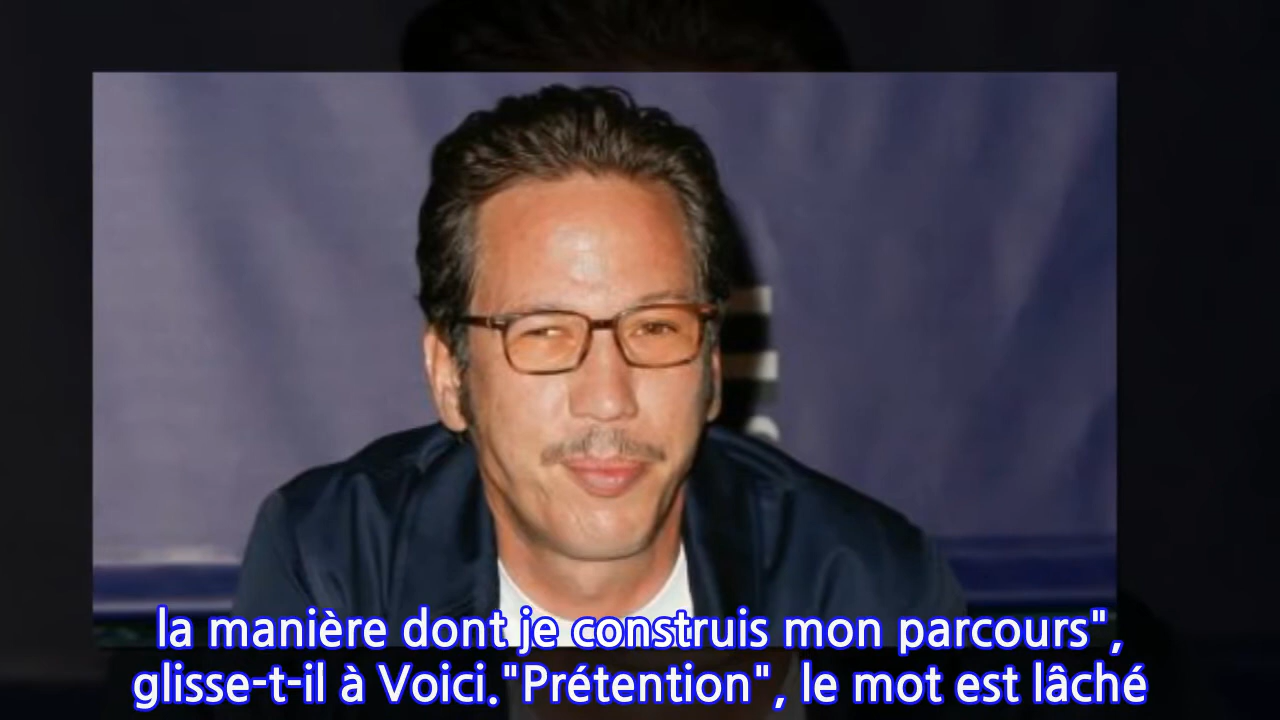 la manière dont je construis mon parcours",
glisse-t-il à Voici."Prétention", le mot est lâché